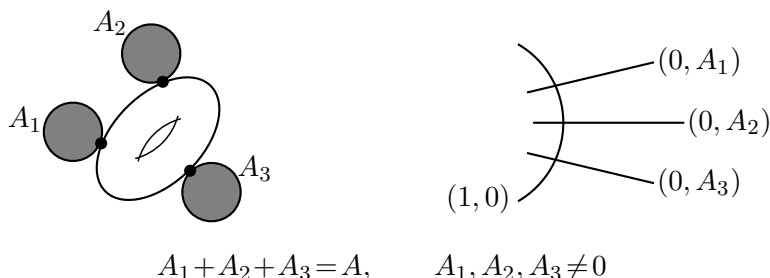 A₂
A₁
A₃
(0, A₁)
(0, A₂)
(0, A₃)
(1, 0)
A₁+A₂+A₃=A, A₁, A₂, A₃≠0